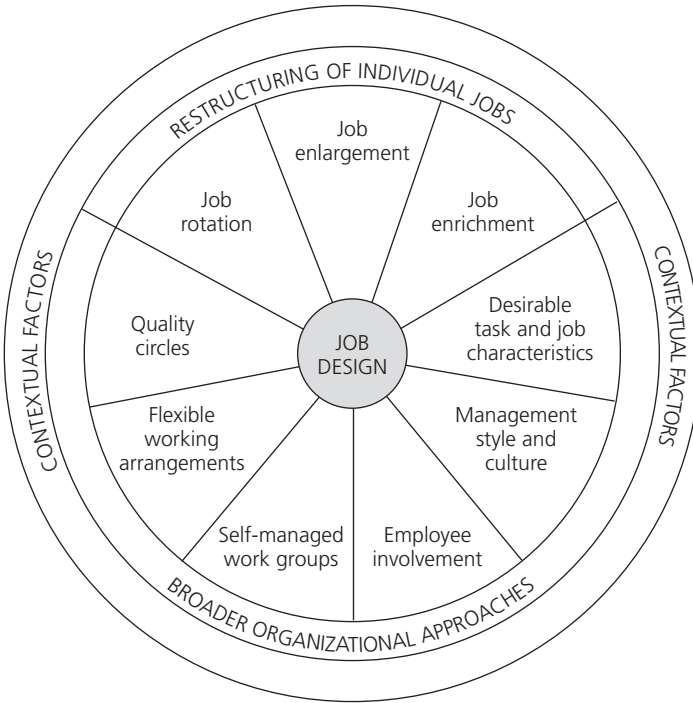 RESTRUCTURING OF INDIVIDUAL JOBS
Job
enlargement
Job
rotation
Job
enrichment
CONTEXTUAL FACTORS
CONTEXTUAL FACTORS
Quality
circles
JOB
DESIGN
Desirable
task and job
characteristics
Flexible
working
arrangements
Management
style and
culture
Self-managed
work groups
Employee
involvement
BROADER ORGANIZATIONAL APPROACHES